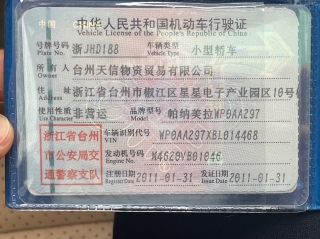 中华人民共和国机动车行驶证
Vehicle License of the People's Republic of China
号牌号码 浙JHD188 车辆类型 小型轿车
Plate No. Vehicle Type
所有人 台州天信物资贸易有限公司
Owner
住址 浙江省台州市椒江区星星电子产业园区10号
Address
使用性质 非营运 品牌型号 帕纳美拉WP0AA297
Use Character Model
浙江省台州 车辆识别代号 WP0AA297XBL014468
VIN
市公安局交 发动机号码 M4620VB01046
Engine No.
通警察支队 注册日期 2011-01-31 发证日期 2011-01-31
Register Date Issue Date